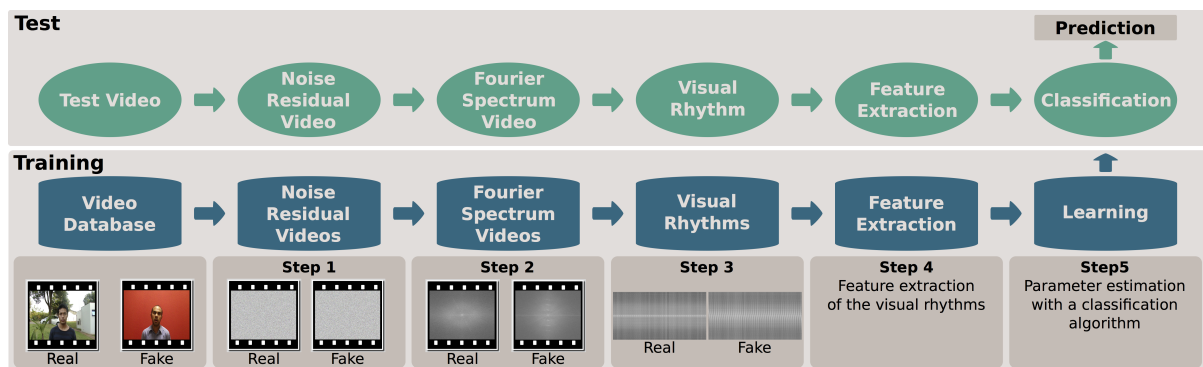 Test
Prediction
Test Video
Noise
Residual
Video
Fourier
Spectrum
Video
Visual
Rhythm
Feature
Extraction
Classification
Training
Video
Database
Noise
Residual
Videos
Fourier
Spectrum
Videos
Visual
Rhythms
Feature
Extraction
Learning
Real
Fake
Step 1
Real
Fake
Step 2
Real
Fake
Step 3
Real
Fake
Step 4
Feature extraction
of the visual rhythms
Step5
Parameter estimation
with a classification
algorithm